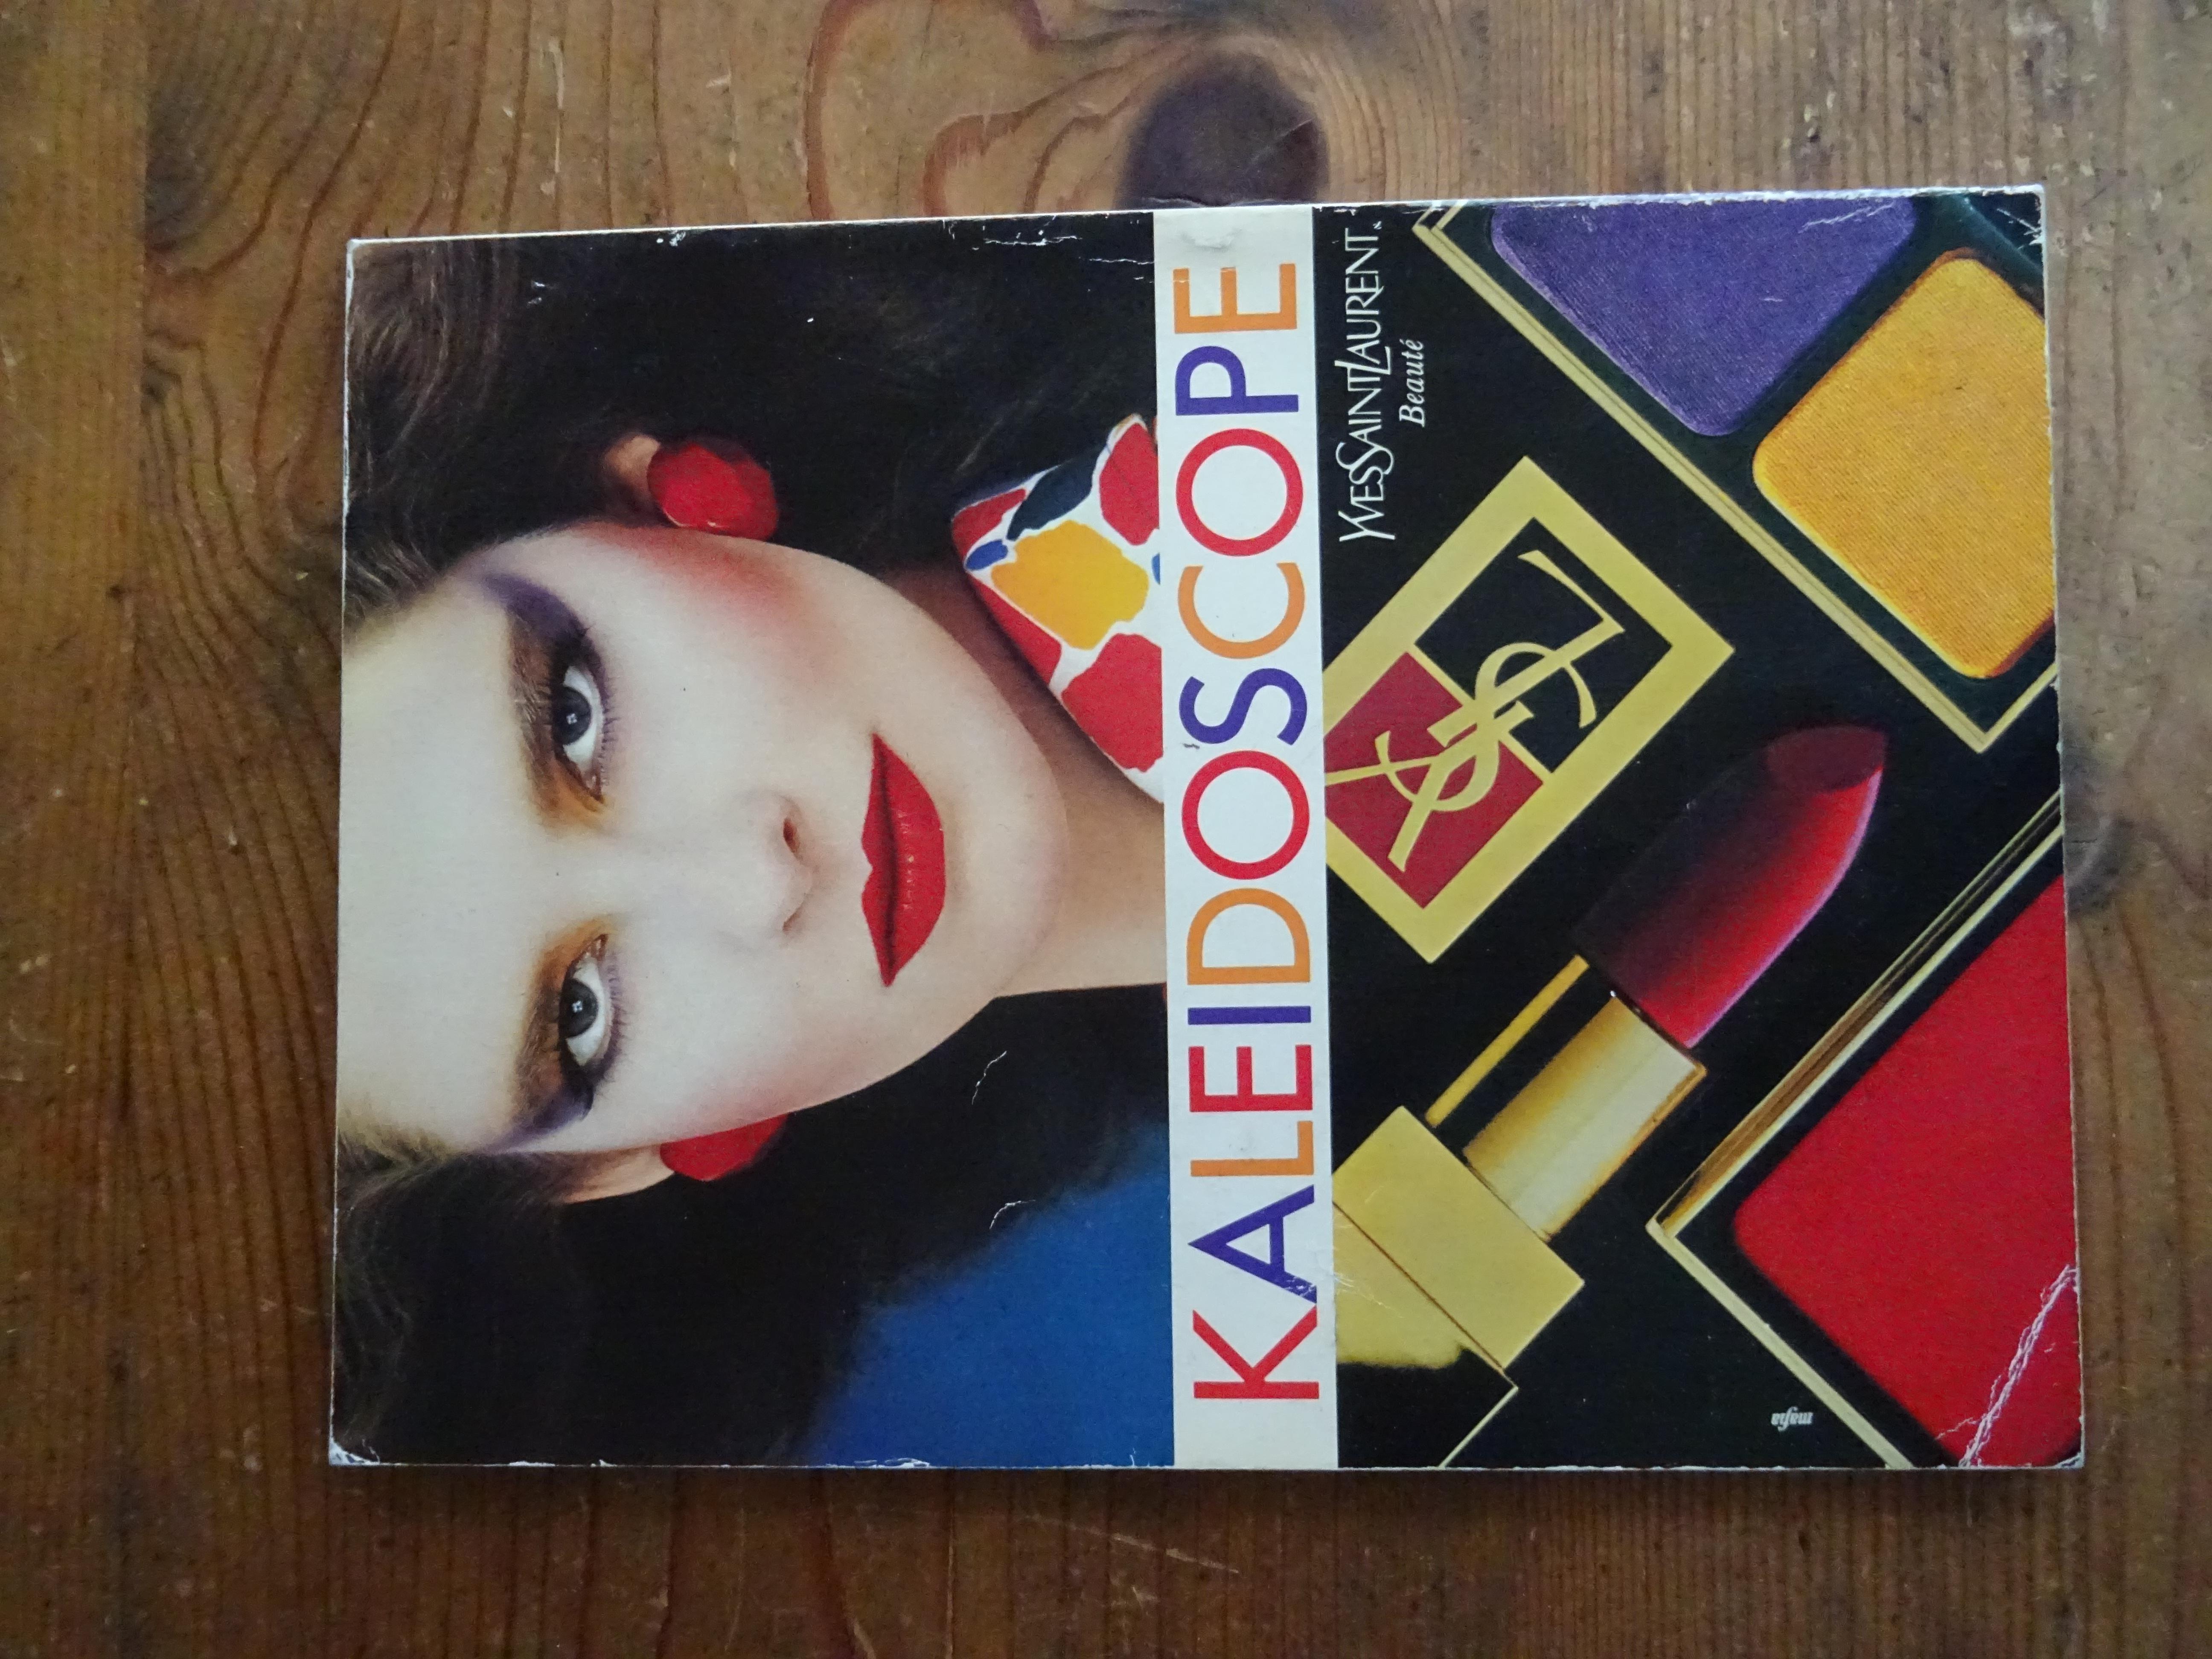 KALEIDOSCOPE
YVESSAINTLAURENT
Beauté
YSL
mafia